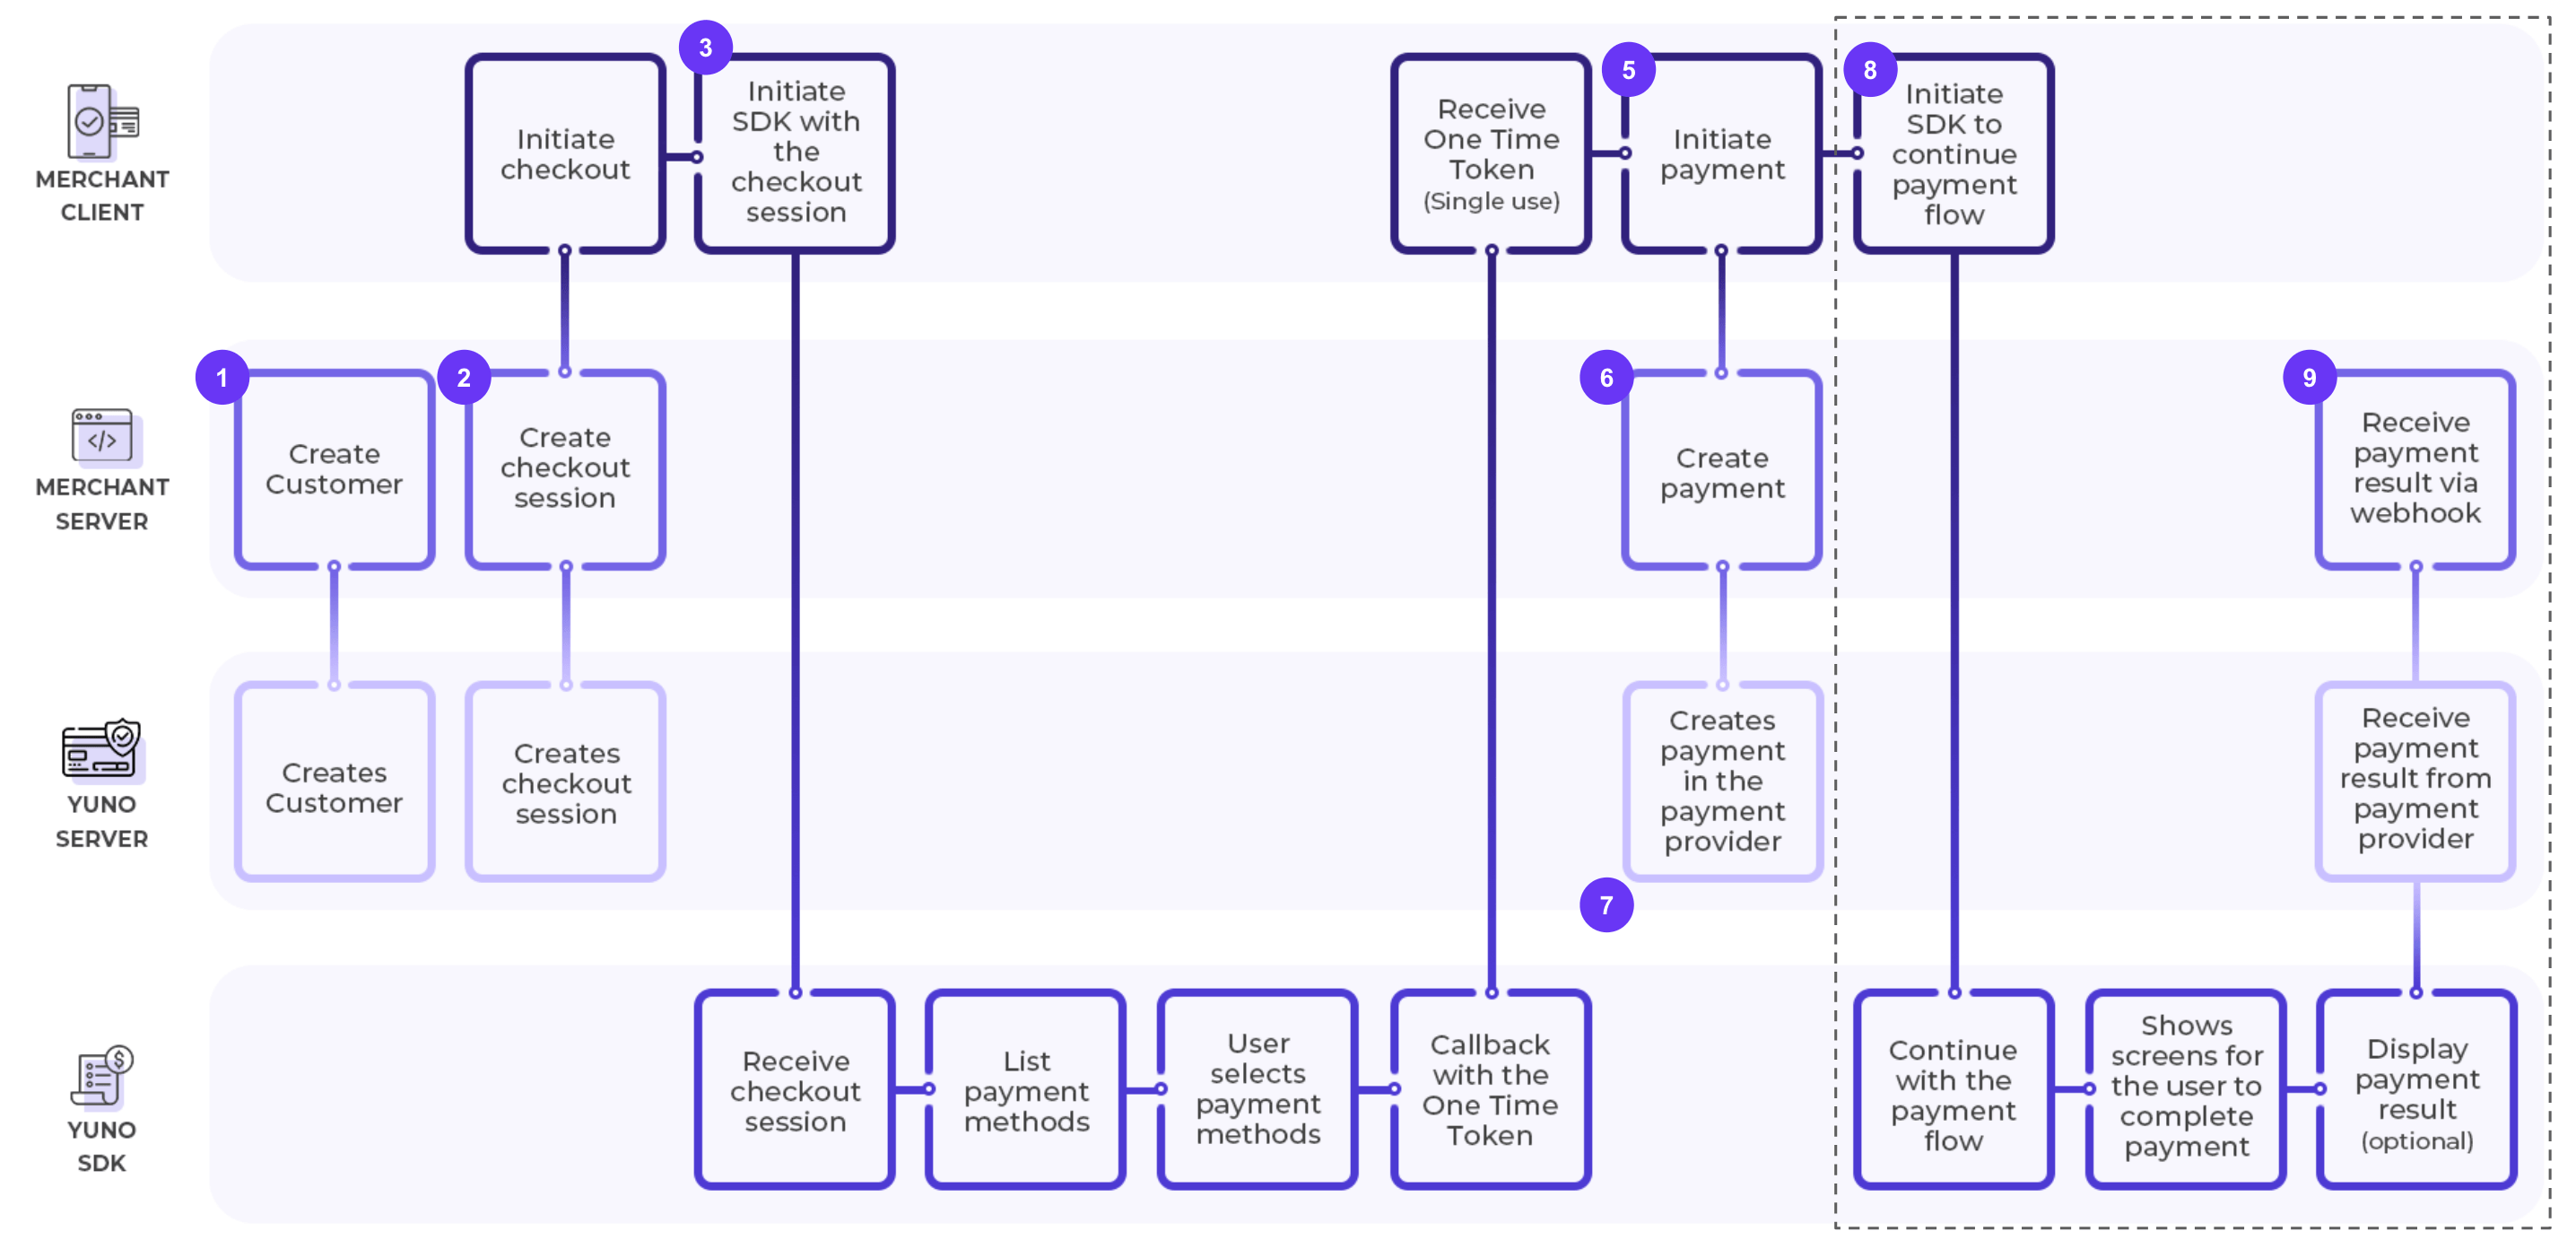 MERCHANT
CLIENT
Initiate
checkout
3
Initiate
SDK with
the
checkout
session
Receive
One Time
Token
(Single use)
5
Initiate
payment
8
Initiate
SDK to
continue
payment
flow
MERCHANT
SERVER
1
Create
Customer
2
Create
checkout
session
6
Create
payment
9
Receive
payment
result via
webhook
YUNO
SERVER
Creates
Customer
Creates
checkout
session
Creates
payment
in the
payment
provider
7
Receive
payment
result from
payment
provider
YUNO
SDK
Receive
checkout
session
List
payment
methods
User
selects
payment
methods
Callback
with the
One Time
Token
Continue
with the
payment
flow
Shows
screens for
the user to
complete
payment
Display
payment
result
(optional)